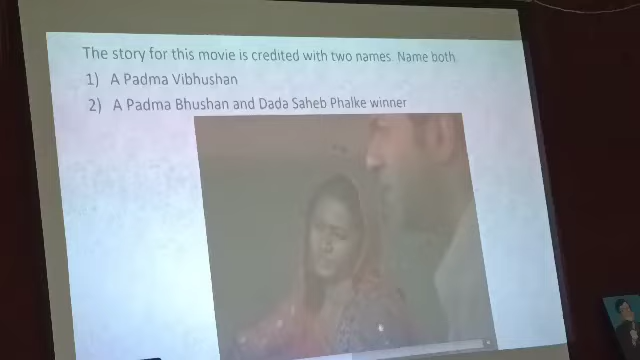 The story for this movie is credited with two names. Name both.
1) A Padma Vibhushan
2) A Padma Bhushan and Dada Saheb Phalke winner